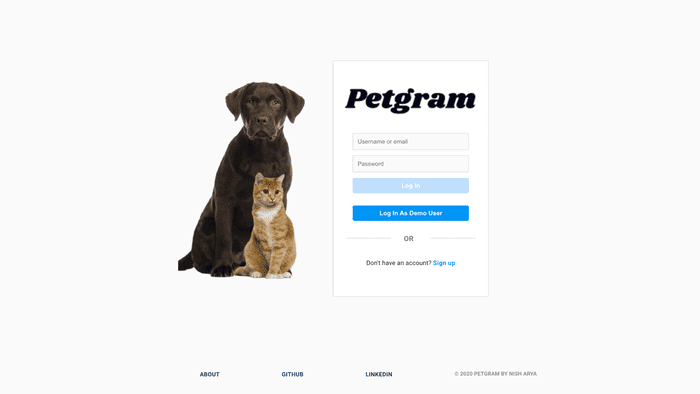 Petgram
Username or email
Password
Log In
Log In As Demo User
OR
Don't have an account? Sign up
ABOUT
GITHUB
LINKEDIN
© 2020 PETGRAM BY NISH ARYA